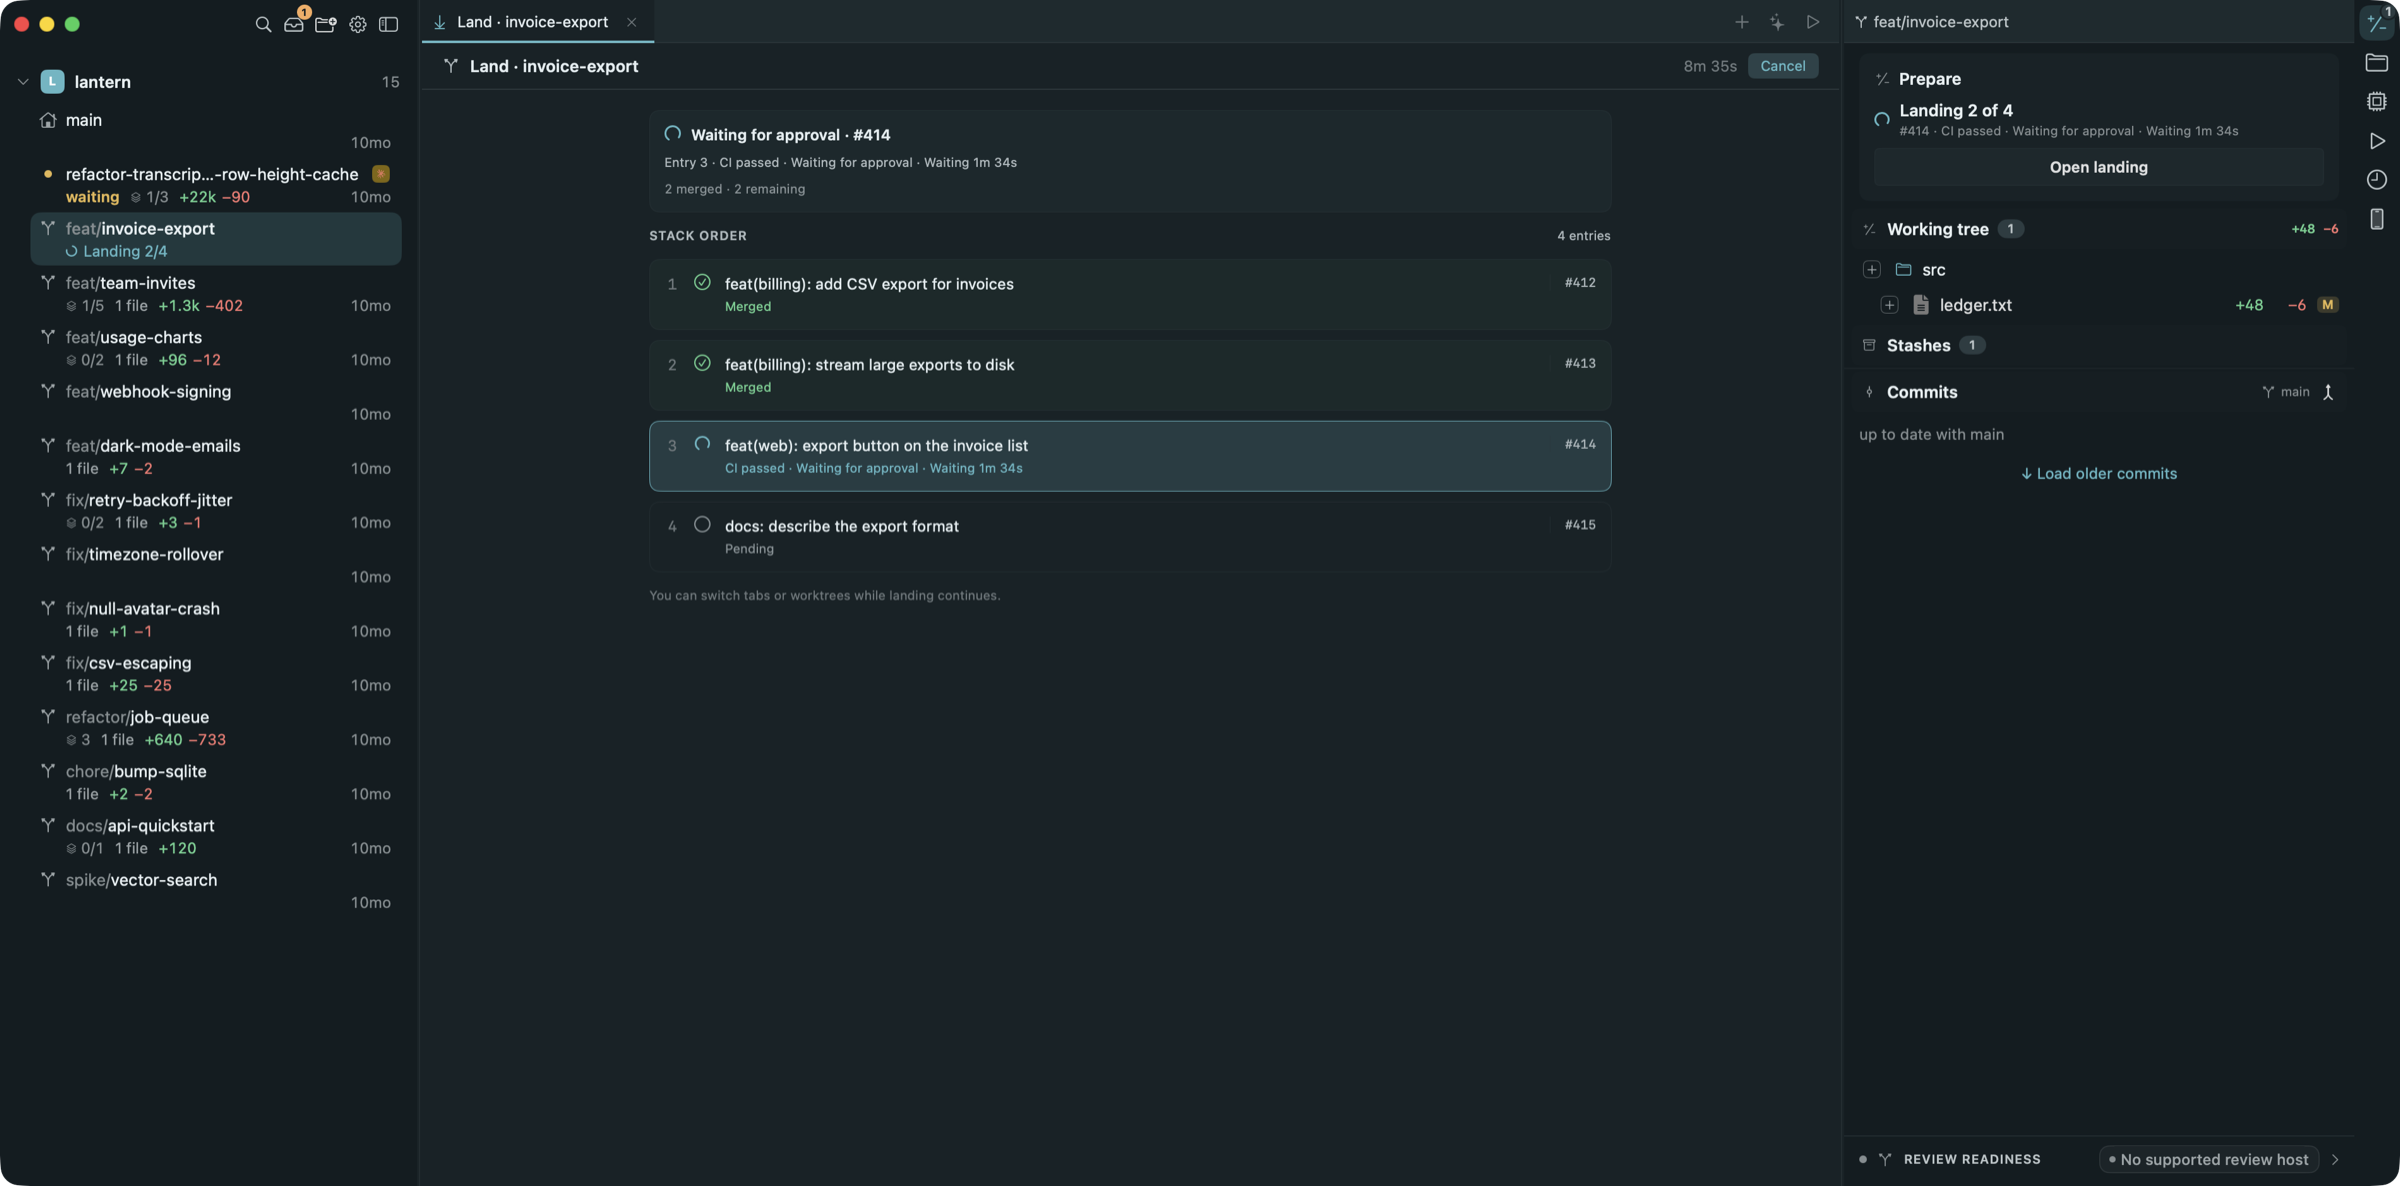 1
L lantern 15
main
10mo
refactor-transcrip...-row-height-cache
waiting 1/3 +22k −90 10mo
feat/invoice-export
Landing 2/4
feat/team-invites
1/5 1 file +1.3k −402 10mo
feat/usage-charts
0/2 1 file +96 −12 10mo
feat/webhook-signing
10mo
feat/dark-mode-emails
1 file +7 −2 10mo
fix/retry-backoff-jitter
0/2 1 file +3 −1 10mo
fix/timezone-rollover
10mo
fix/null-avatar-crash
1 file +1 −1 10mo
fix/csv-escaping
1 file +25 −25 10mo
refactor/job-queue
3 1 file +640 −733 10mo
chore/bump-sqlite
1 file +2 −2 10mo
docs/api-quickstart
0/1 1 file +120 10mo
spike/vector-search
10mo
Land · invoice-export
Land · invoice-export 8m 35s Cancel
Waiting for approval · #414
Entry 3 · CI passed · Waiting for approval · Waiting 1m 34s
2 merged · 2 remaining
STACK ORDER 4 entries
1 feat(billing): add CSV export for invoices #412
Merged
2 feat(billing): stream large exports to disk #413
Merged
3 feat(web): export button on the invoice list #414
CI passed · Waiting for approval · Waiting 1m 34s
4 docs: describe the export format #415
Pending
You can switch tabs or worktrees while landing continues.
feat/invoice-export
1
Prepare
Landing 2 of 4
#414 · CI passed · Waiting for approval · Waiting 1m 34s
Open landing
Working tree 1 +48 −6
src
ledger.txt +48 −6 M
Stashes 1
Commits main
up to date with main
Load older commits
REVIEW READINESS No supported review host